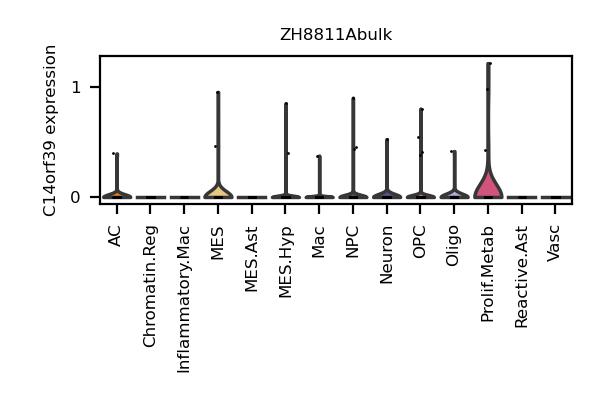 ZH8811Abulk
C14orf39 expression
1
0
AC
Chromatin.Reg
Inflammatory.Mac
MES
MES.Ast
MES.Hyp
Mac
NPC
Neuron
OPC
Oligo
Prolif.Metab
Reactive.Ast
Vasc